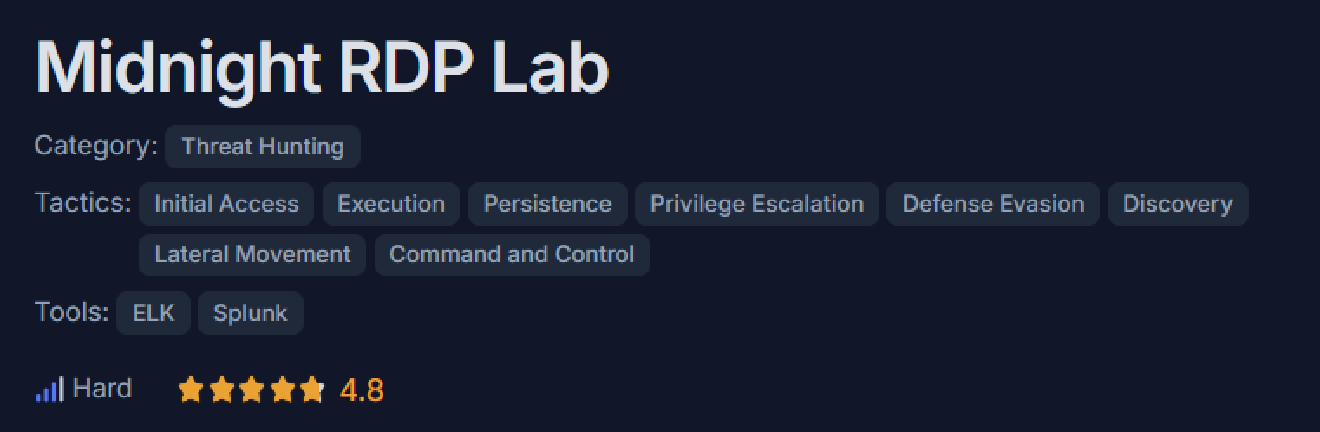 Midnight RDP Lab
Category: Threat Hunting
Tactics: Initial Access Execution Persistence Privilege Escalation Defense Evasion Discovery
Lateral Movement Command and Control
Tools: ELK Splunk
Hard 4.8